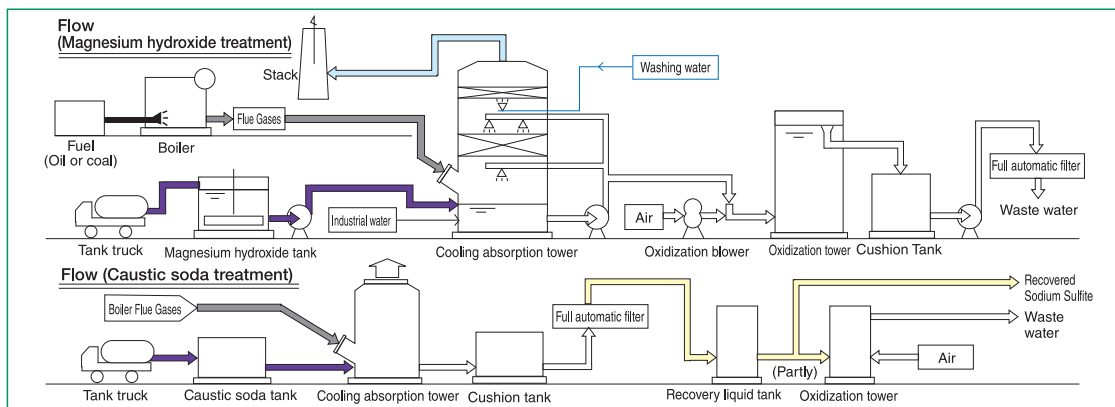 Flow
(Magnesium hydroxide treatment)
Stack
Washing water
Flue Gases
Fuel
(Oil or coal)
Boiler
Full automatic filter
Waste water
Industrial water
Air
Tank truck
Magnesium hydroxide tank
Cooling absorption tower
Oxidization blower
Oxidization tower
Cushion Tank
Flow (Caustic soda treatment)
Boiler Flue Gases
Full automatic filter
Recovered
Sodium Sulfite
Waste
water
Air
(Partly)
Tank truck
Caustic soda tank
Cooling absorption tower
Cushion tank
Recovery liquid tank
Oxidization tower